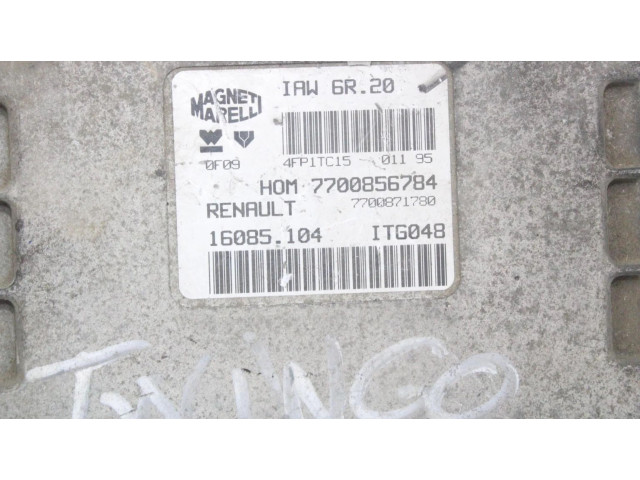 MAGNETI
MARELLI
IAW 6R.20
0F09 4FP1TC15 011 95
HOM 7700856784
RENAULT 7700871780
16085.104 ITG048
TWINGO